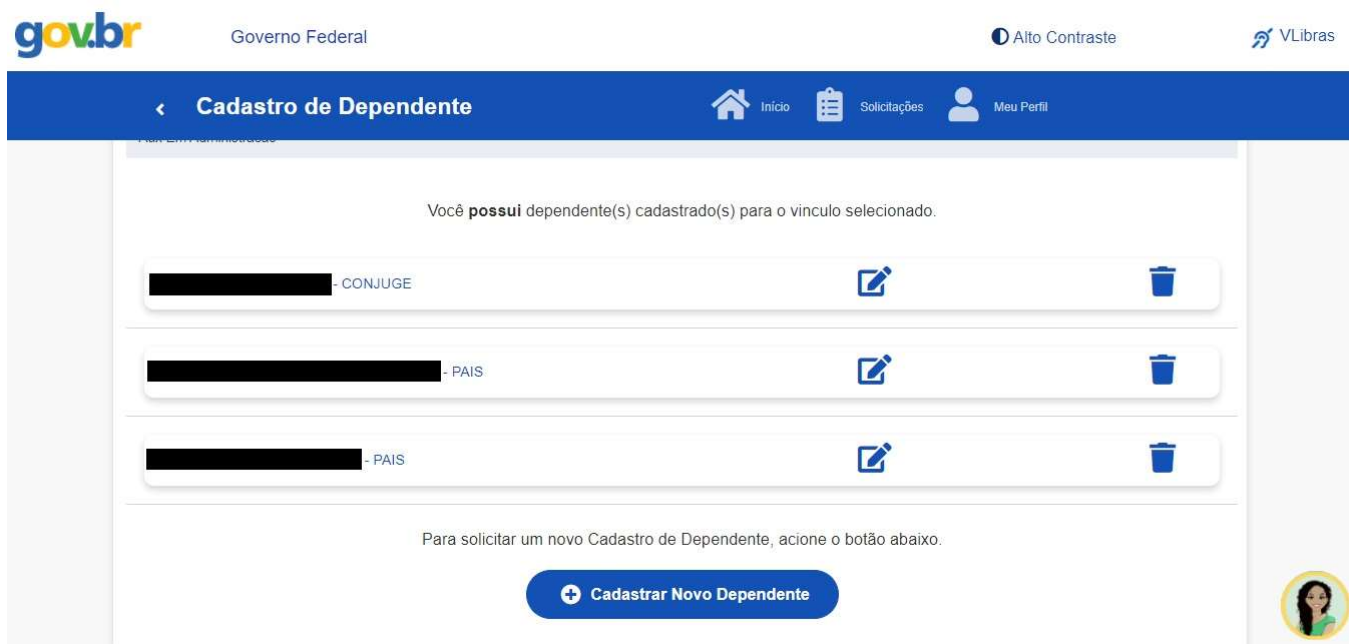 gov.br
Governo Federal
Alto Contraste
VLibras
Cadastro de Dependente
Início
Solicitações
Meu Perfil
Você possui dependente(s) cadastrado(s) para o vinculo selecionado.
- CONJUGE
- PAIS
- PAIS
Para solicitar um novo Cadastro de Dependente, acione o botão abaixo.
Cadastrar Novo Dependente